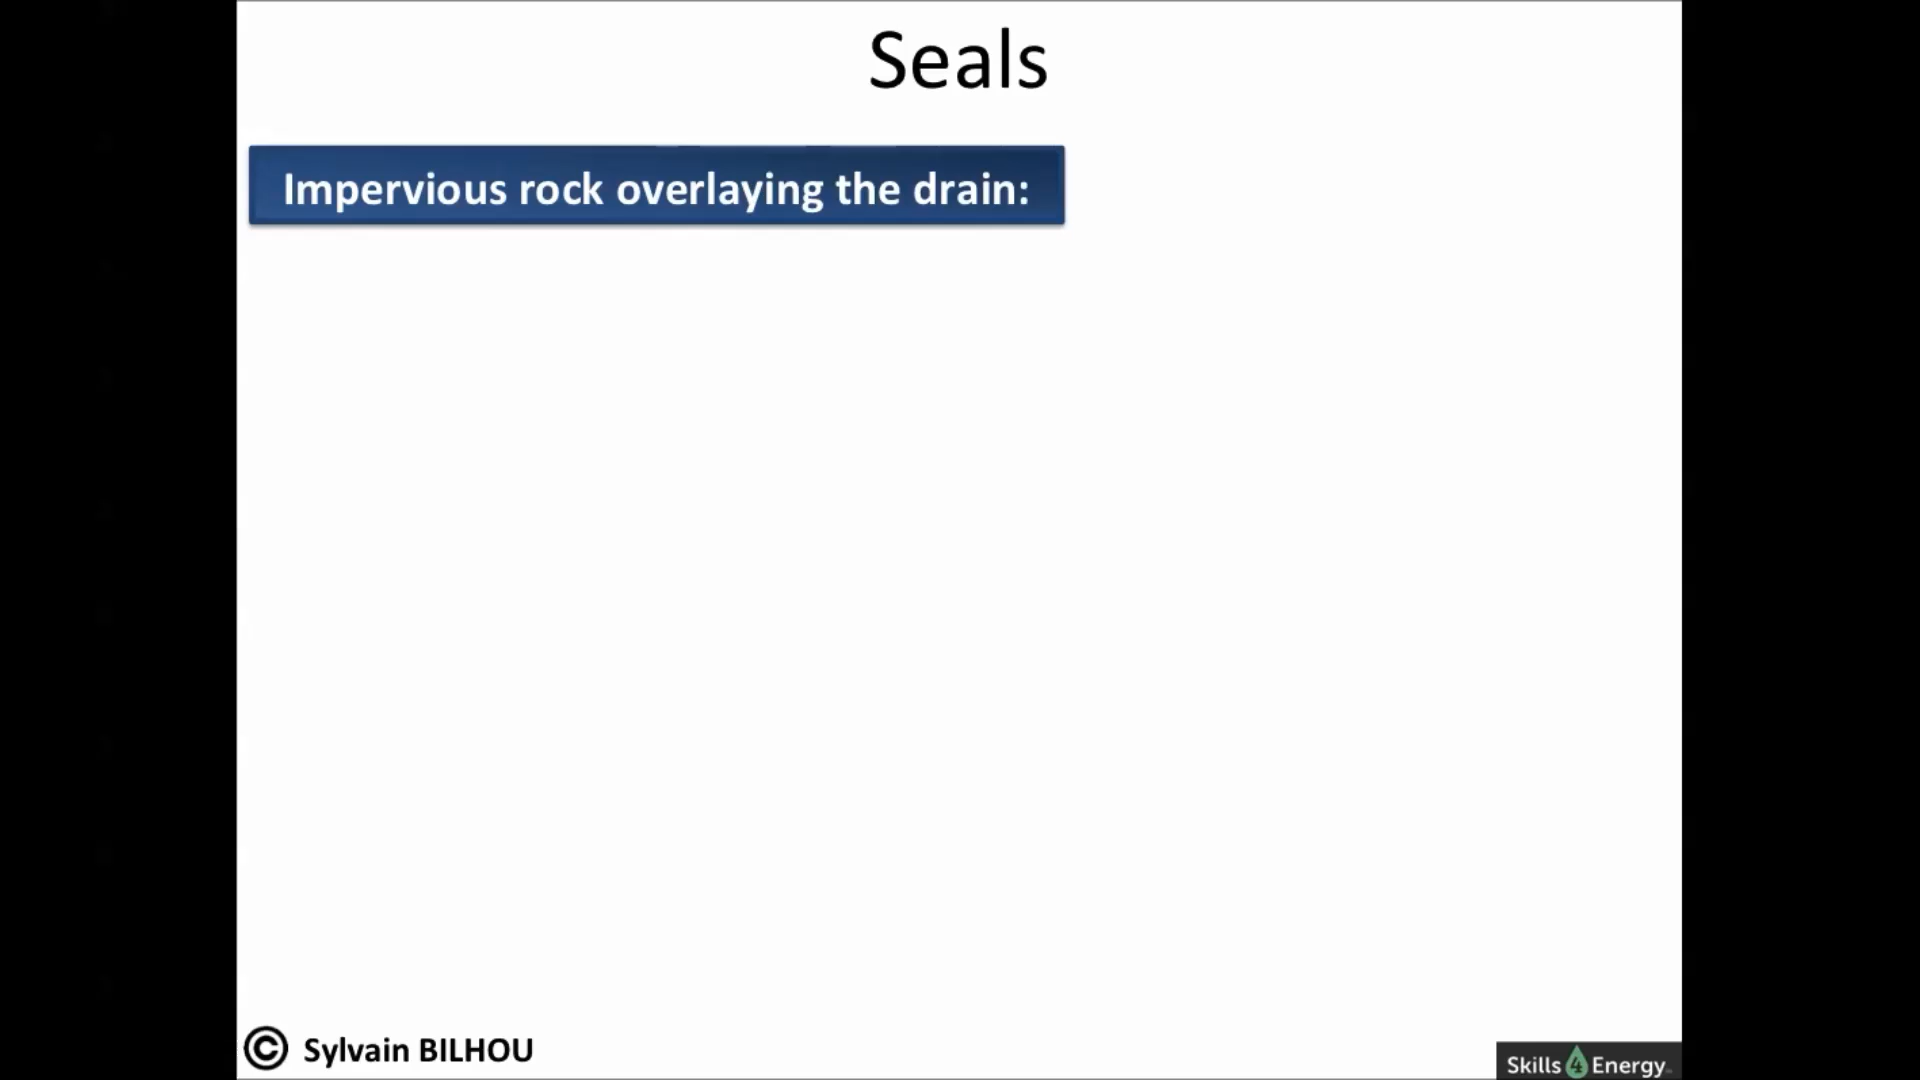 Seals
Impervious rock overlaying the drain:
© Sylvain BILHOU
Skills 4 Energy